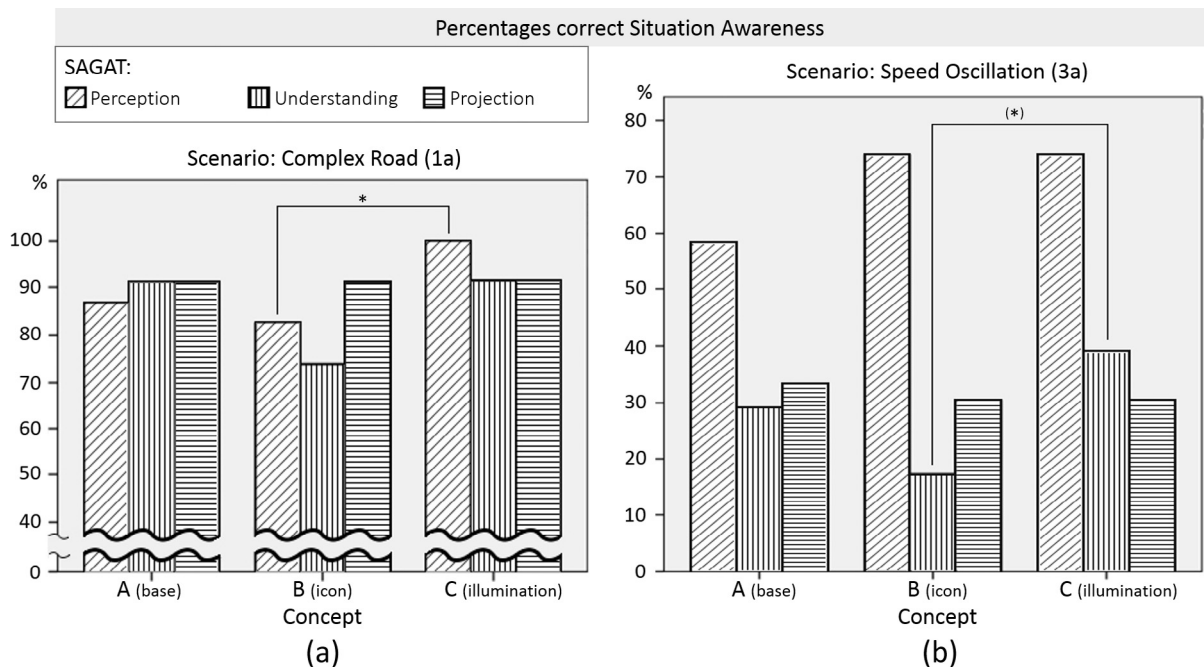 Percentages correct Situation Awareness
SAGAT:
Perception Understanding Projection
Scenario: Complex Road (1a)
%
*
100
90
80
70
60
50
40
0
A (base) B (icon) C (illumination)
Concept
(a)
Scenario: Speed Oscillation (3a)
%
(*)
80
70
60
50
40
30
20
10
0
A (base) B (icon) C (illumination)
Concept
(b)